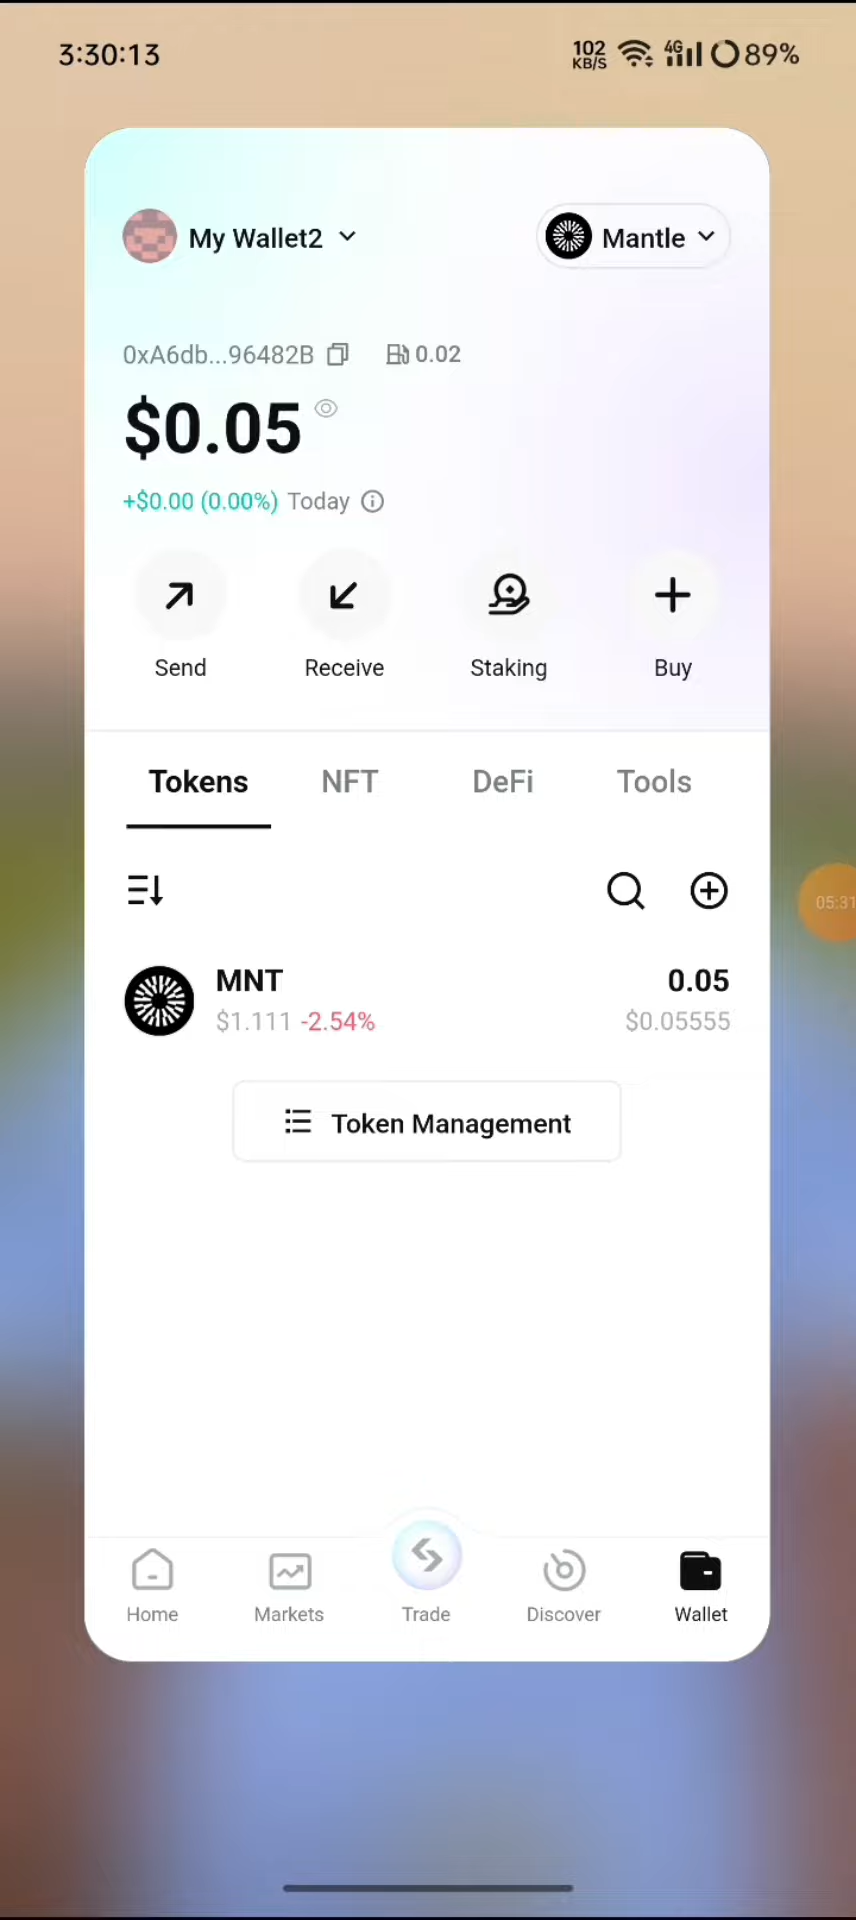 3:30:13
102 KB/S 4G 89%
My Wallet2
Mantle
0xA6db...96482B 0.02
$0.05
+$0.00 (0.00%) Today
Send Receive Staking Buy
Tokens NFT DeFi Tools
05:31
MNT 0.05
$1.111 -2.54% $0.05555
Token Management
Home Markets Trade Discover Wallet